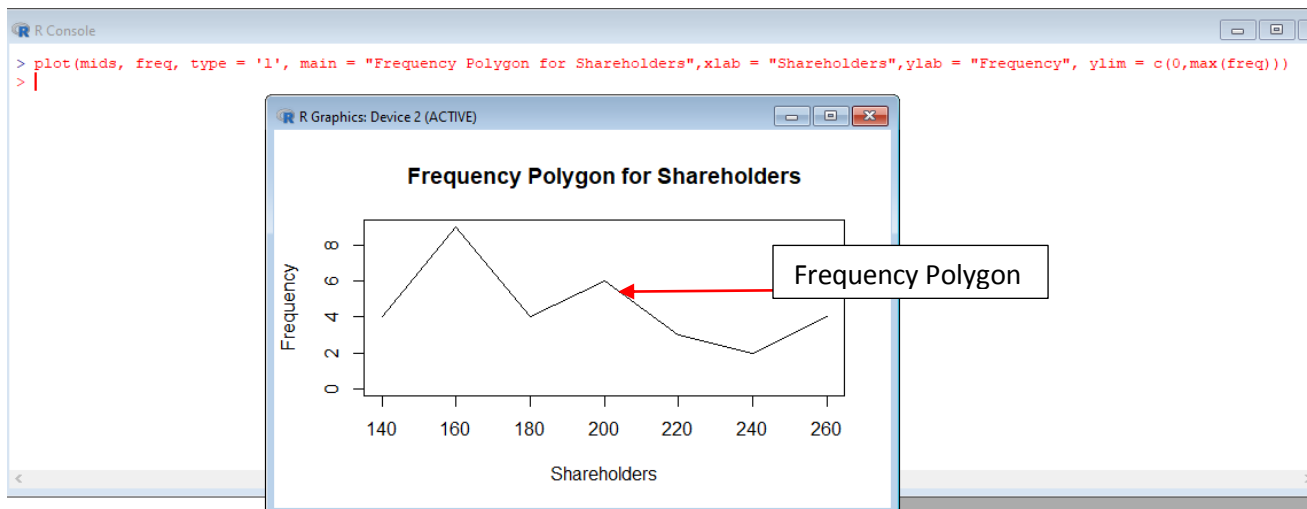 R Console
> plot(mids, freq, type = 'l', main = "Frequency Polygon for Shareholders",xlab = "Shareholders",ylab = "Frequency", ylim = c(0,max(freq)))
>
R Graphics: Device 2 (ACTIVE)
Frequency Polygon for Shareholders
Frequency Polygon
Frequency
8
6
4
2
0
140 160 180 200 220 240 260
Shareholders